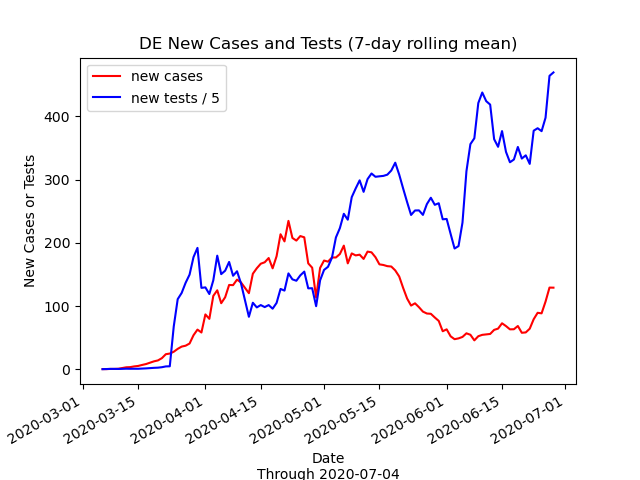 DE New Cases and Tests (7-day rolling mean)
new cases
new tests / 5
New Cases or Tests
400
300
200
100
0
2020-03-01
2020-03-15
2020-04-01
2020-04-15
2020-05-01
2020-05-15
2020-06-01
2020-06-15
2020-07-01
Date
Through 2020-07-04